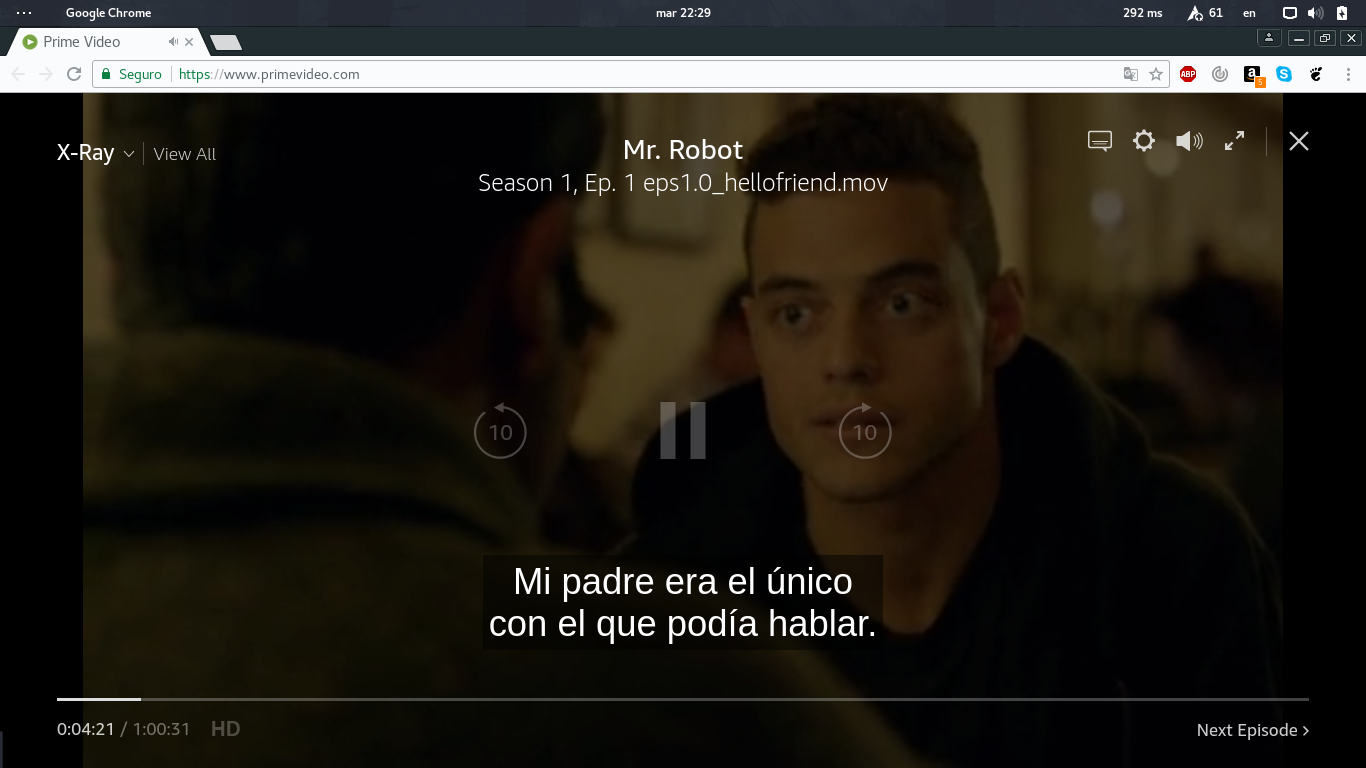 Google Chrome
mar 22:29
292 ms
61
en
Prime Video
Seguro
https://www.primevideo.com
ABP
a
5
X-Ray
View All
Mr. Robot
Season 1, Ep. 1 eps1.0_hellofriend.mov
10
10
Mi padre era el único
con el que podía hablar.
0:04:21 / 1:00:31
HD
Next Episode